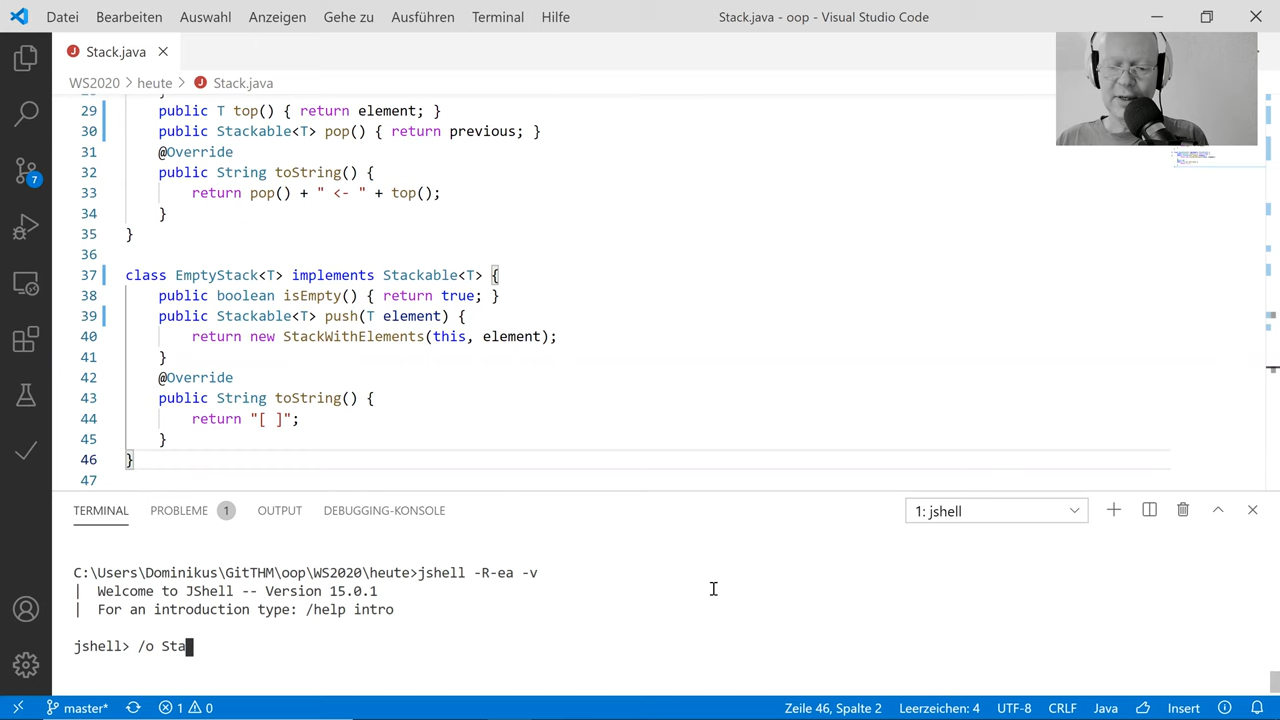 Datei Bearbeiten Auswahl Anzeigen Gehe zu Ausführen Terminal Hilfe Stack.java - oop - Visual Studio Code
Stack.java
WS2020 > heute > Stack.java
29 public T top() { return element; }
30 public Stackable<T> pop() { return previous; }
31 @Override
32 public String toString() {
33 return pop() + " <- " + top();
34 }
35 }
36
37 class EmptyStack<T> implements Stackable<T> {
38 public boolean isEmpty() { return true; }
39 public Stackable<T> push(T element) {
40 return new StackWithElements(this, element);
41 }
42 @Override
43 public String toString() {
44 return "[ ]";
45 }
46 }
47
TERMINAL PROBLEME 1 OUTPUT DEBUGGING-KONSOLE 1: jshell
C:\Users\Dominikus\GitTHM\oop\WS2020\heute>jshell -R-ea -v
| Welcome to JShell -- Version 15.0.1
| For an introduction type: /help intro
jshell> /o Sta
7
master* 1 0 Zeile 46, Spalte 2 Leerzeichen: 4 UTF-8 CRLF Java Insert